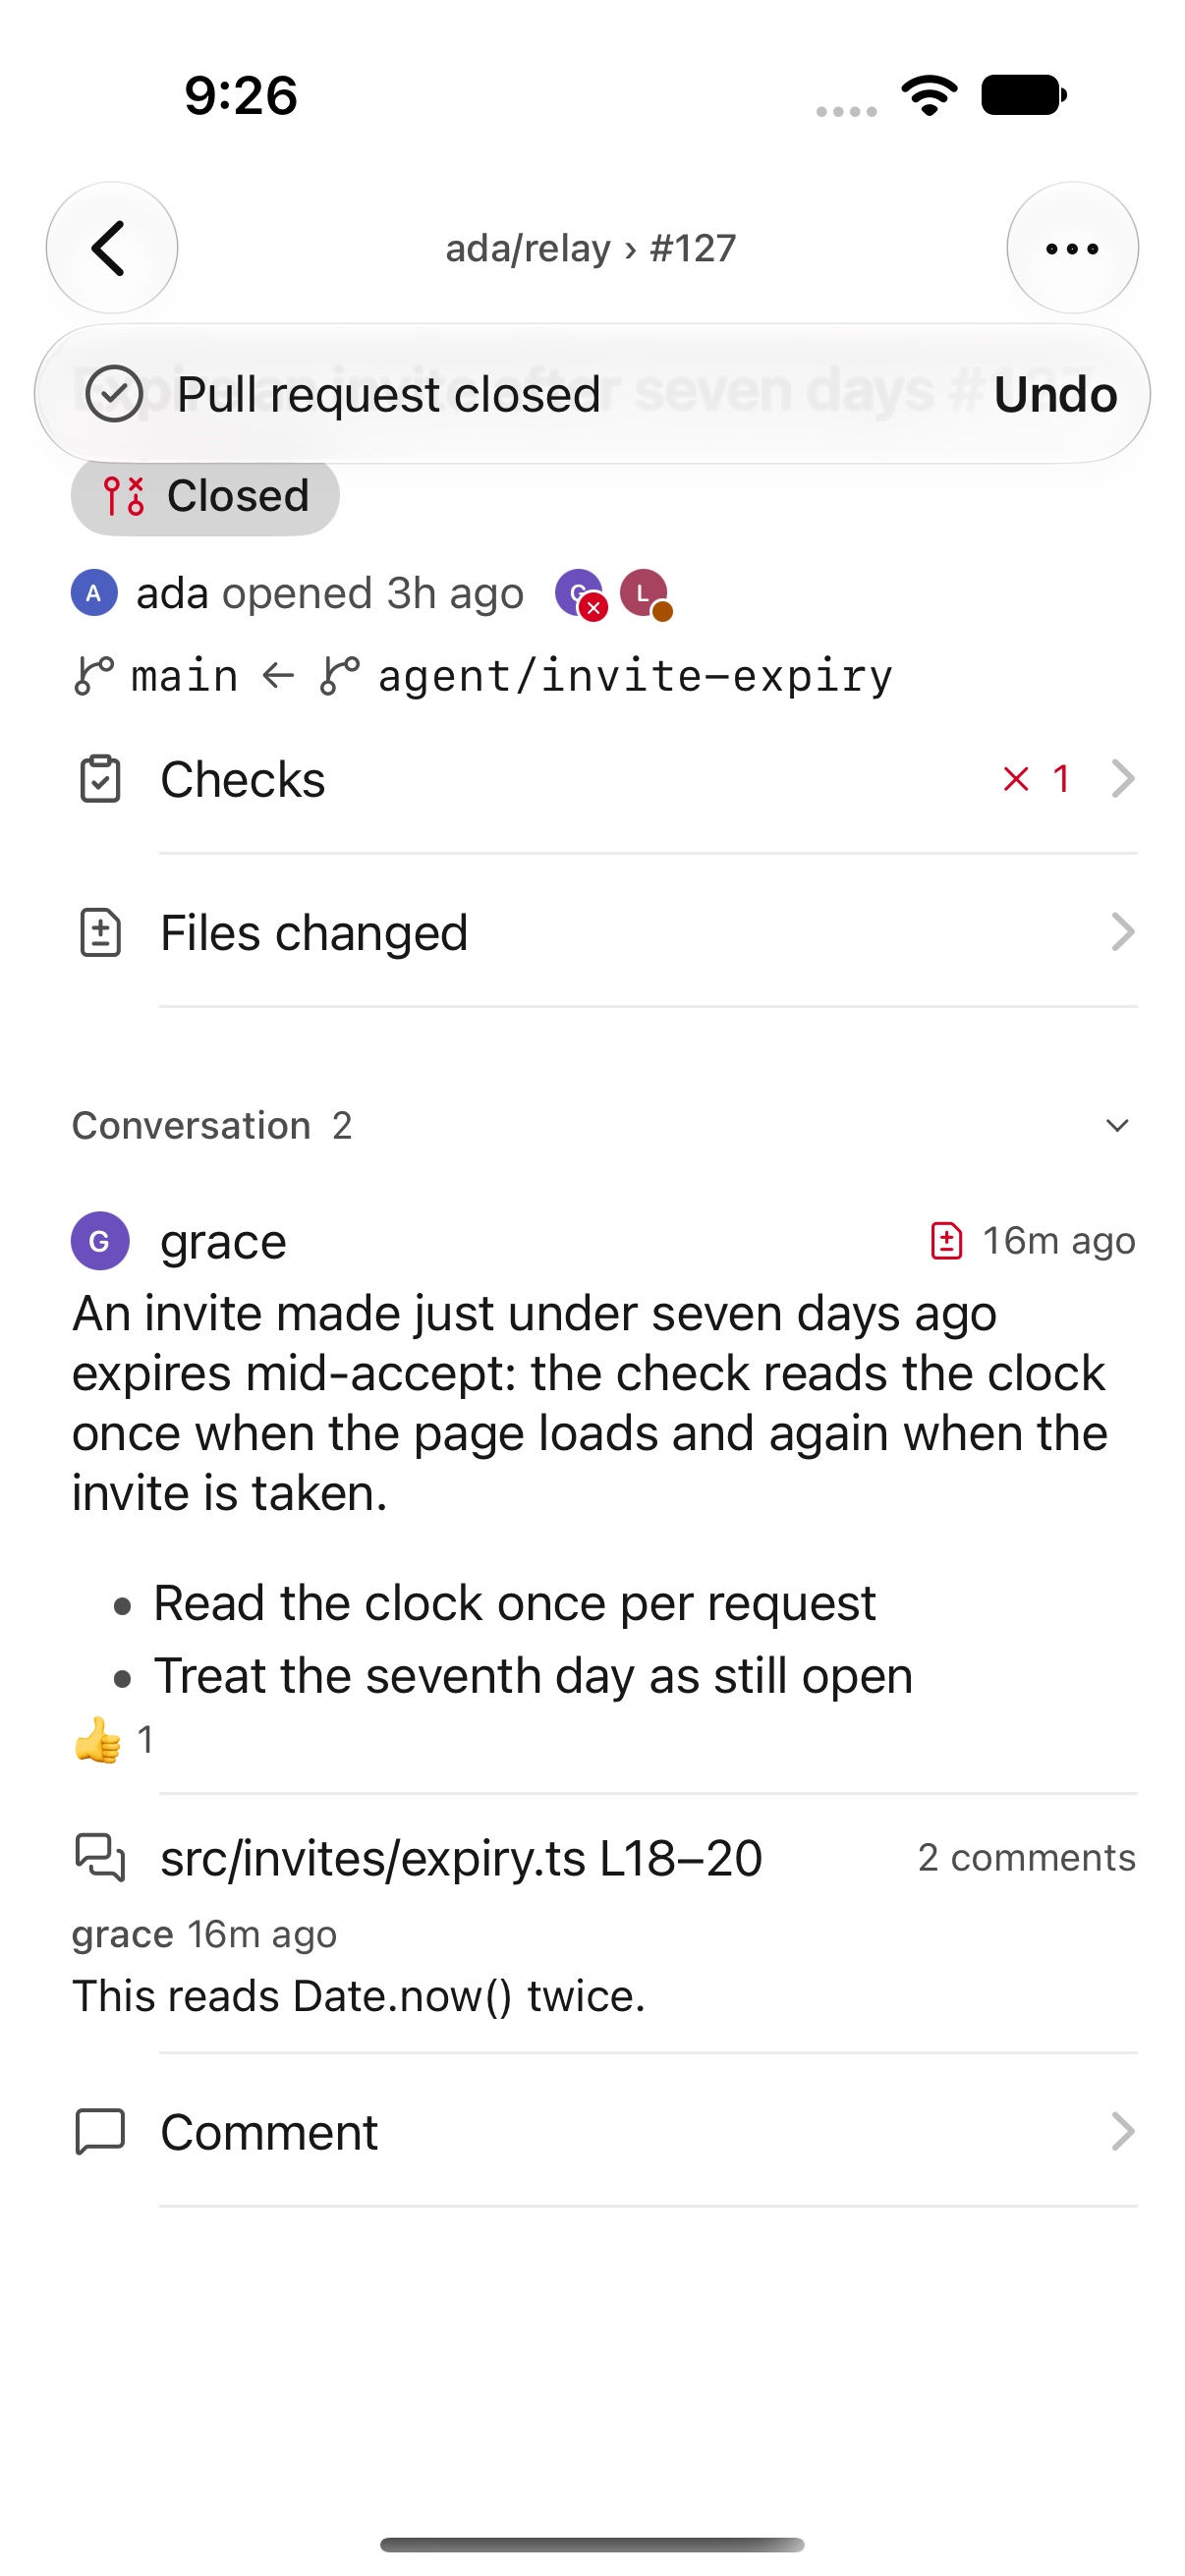 9:26
ada/relay › #127
Pull request closed
Undo
Closed
A ada opened 3h ago G L
main ← agent/invite-expiry
Checks 1
Files changed
Conversation 2
G grace 16m ago
An invite made just under seven days ago
expires mid-accept: the check reads the clock
once when the page loads and again when the
invite is taken.
• Read the clock once per request
• Treat the seventh day as still open
👍 1
src/invites/expiry.ts L18–20 2 comments
grace 16m ago
This reads Date.now() twice.
Comment